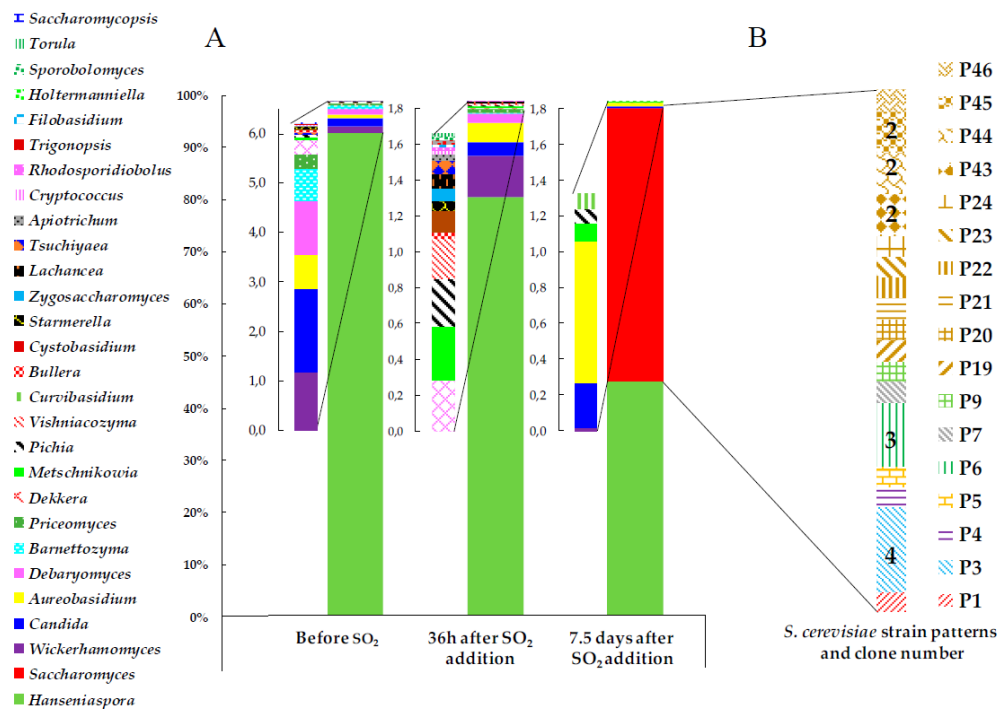 A
B
Saccharomycopsis
Torula
Sporobolomyces
Holtermanniella
Filobasidium
Trigonopsis
Rhodosporidiobolus
Cryptococcus
Apiotrichum
Tsuchiyaea
Lachancea
Zygosaccharomyces
Starmerella
Cystobasidium
Bullera
Curvibasidium
Vishniacozyma
Pichia
Metschnikowia
Dekkera
Priceomyces
Barnettozyma
Debaryomyces
Aureobasidium
Candida
Wickerhamomyces
Saccharomyces
Hanseniaspora
100%
90%
80%
70%
60%
50%
40%
30%
20%
10%
0%
6,0
5,0
4,0
3,0
2,0
1,0
0,0
1,8
1,6
1,4
1,2
1,0
0,8
0,6
0,4
0,2
0,0
1,8
1,6
1,4
1,2
1,0
0,8
0,6
0,4
0,2
0,0
Before SO2
36h after SO2
addition
7.5 days after
SO2 addition
2
2
2
3
4
P46
P45
P44
P43
P24
P23
P22
P21
P20
P19
P9
P7
P6
P5
P4
P3
P1
S. cerevisiae strain patterns
and clone number